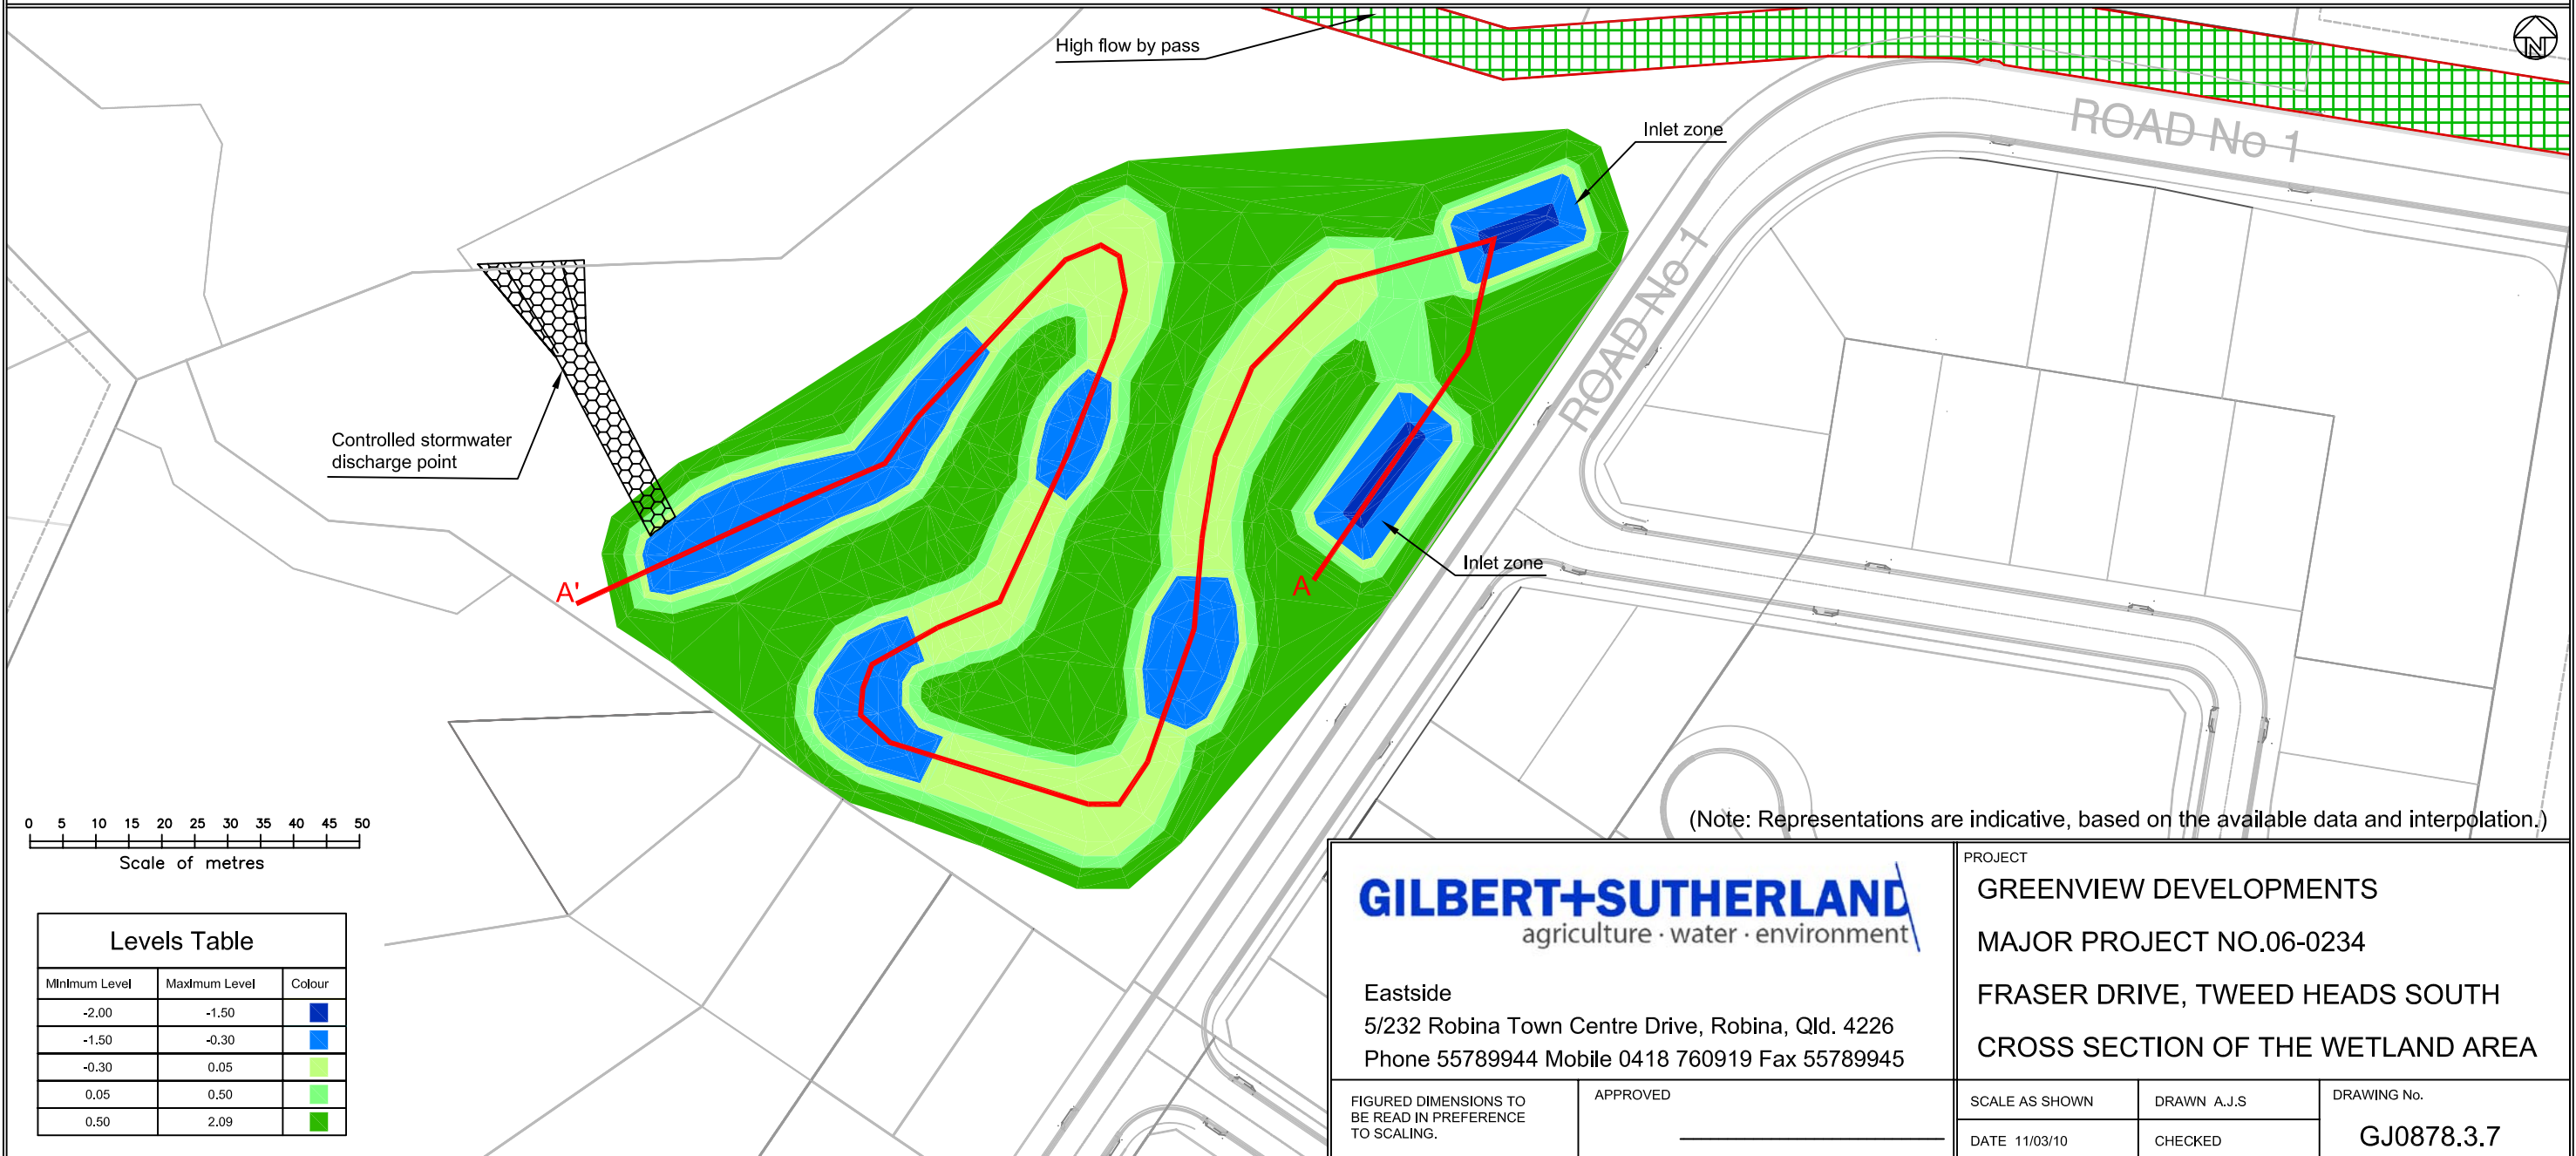 High flow by pass
N
Inlet zone
ROAD No 1
ROAD No 1
Controlled stormwater
discharge point
Inlet zone
A'
A
(Note: Representations are indicative, based on the available data and interpolation.)
0 5 10 15 20 25 30 35 40 45 50
Scale of metres
Levels Table
Minimum Level Maximum Level Colour
-2.00 -1.50
-1.50 -0.30
-0.30 0.05
0.05 0.50
0.50 2.09
GILBERT+SUTHERLAND
agriculture · water · environment
Eastside
5/232 Robina Town Centre Drive, Robina, Qld. 4226
Phone 55789944 Mobile 0418 760919 Fax 55789945
FIGURED DIMENSIONS TO
BE READ IN PREFERENCE
TO SCALING.
APPROVED
PROJECT
GREENVIEW DEVELOPMENTS
MAJOR PROJECT NO.06-0234
FRASER DRIVE, TWEED HEADS SOUTH
CROSS SECTION OF THE WETLAND AREA
SCALE AS SHOWN
DRAWN A.J.S
DRAWING No.
DATE 11/03/10
CHECKED
GJ0878.3.7